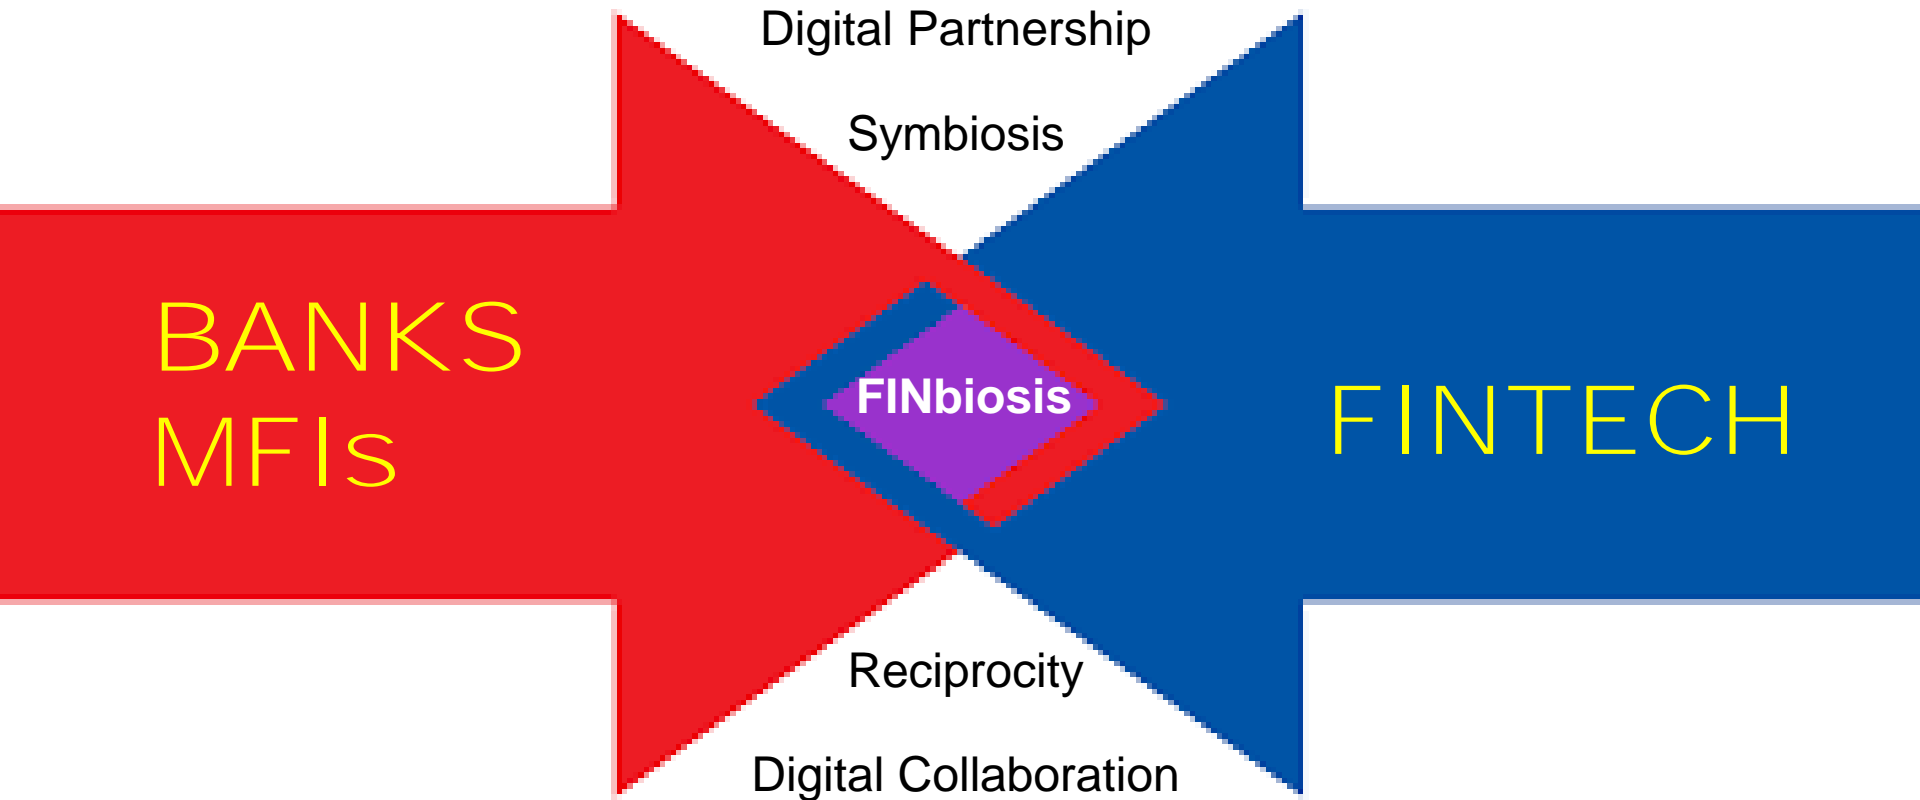 Digital Partnership
Symbiosis
BANKS
MFIs
FINbiosis
FINTECH
Reciprocity
Digital Collaboration